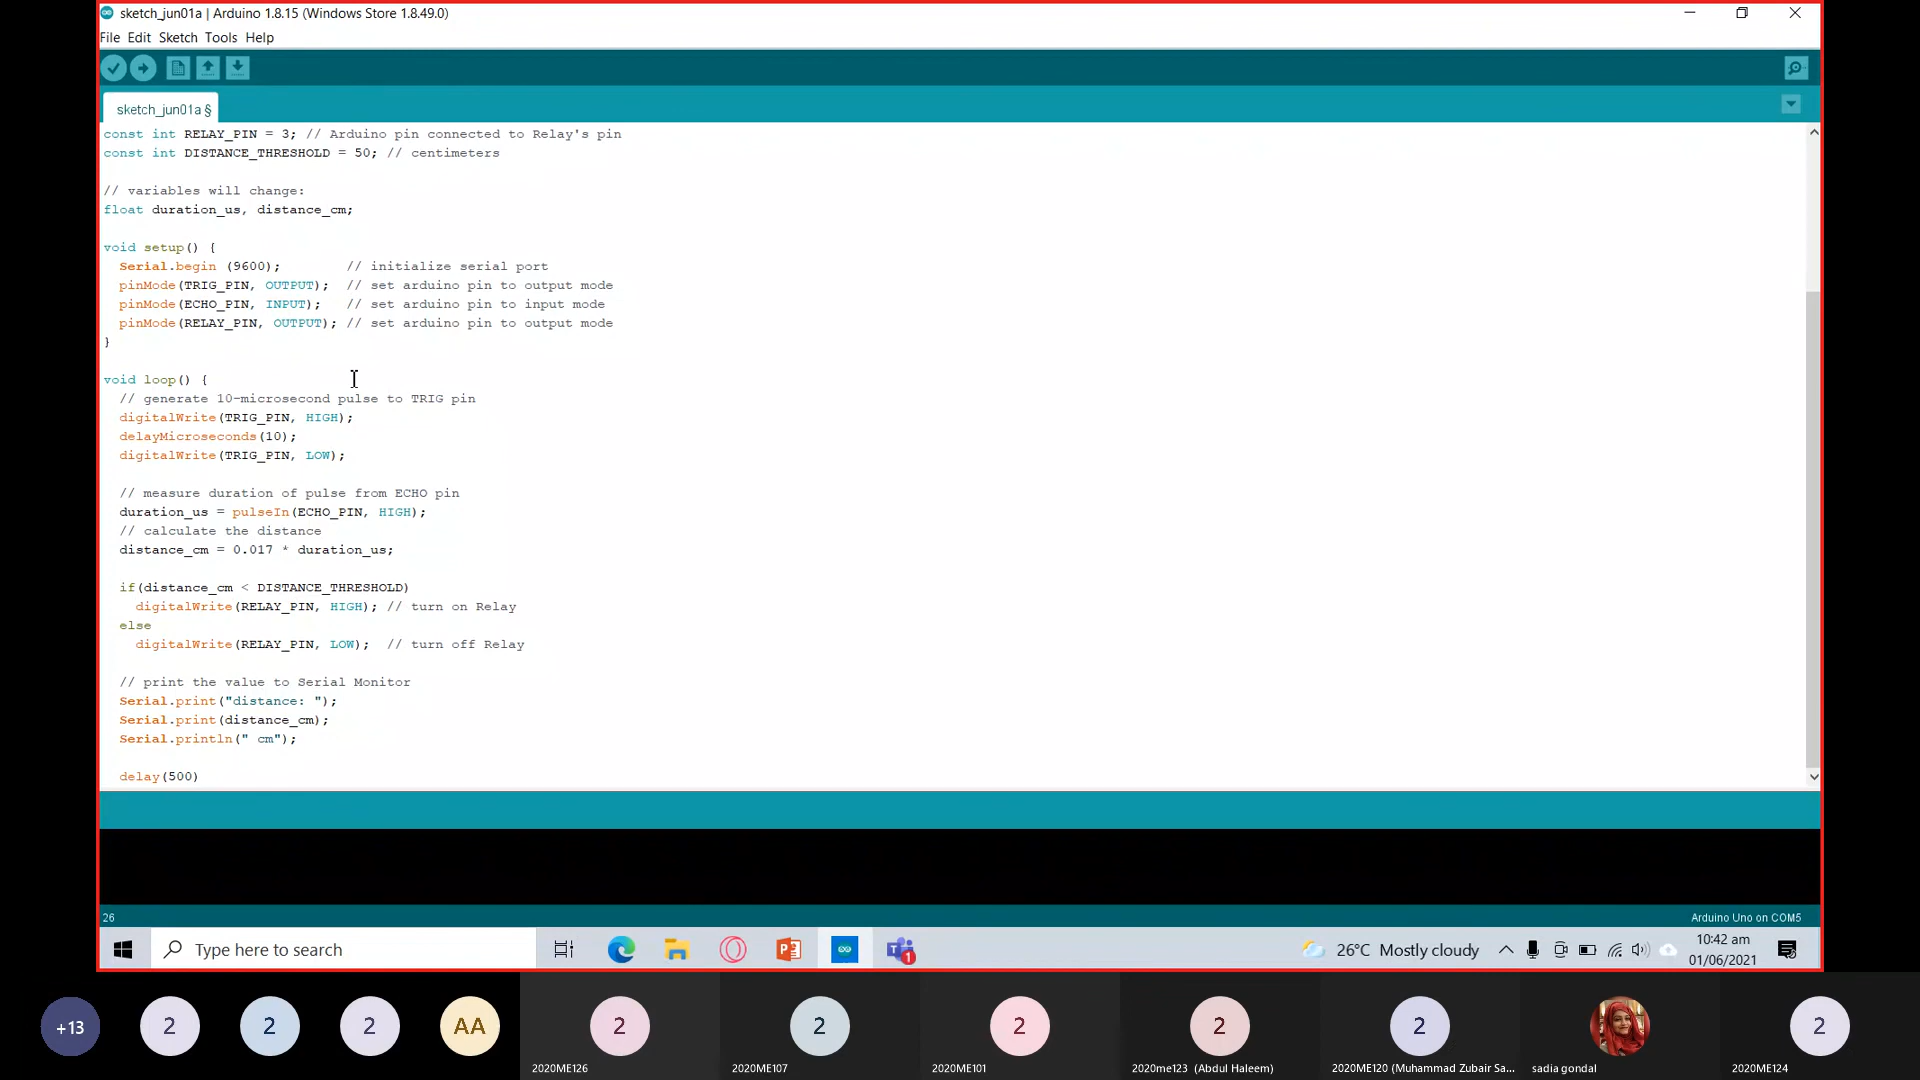 sketch_jun01a | Arduino 1.8.15 (Windows Store 1.8.49.0)
File Edit Sketch Tools Help
sketch_jun01a §
const int RELAY_PIN = 3; // Arduino pin connected to Relay's pin
const int DISTANCE_THRESHOLD = 50; // centimeters
// variables will change:
float duration_us, distance_cm;
void setup() {
Serial.begin (9600); // initialize serial port
pinMode(TRIG_PIN, OUTPUT); // set arduino pin to output mode
pinMode(ECHO_PIN, INPUT); // set arduino pin to input mode
pinMode(RELAY_PIN, OUTPUT); // set arduino pin to output mode
}
void loop() {
// generate 10-microsecond pulse to TRIG pin
digitalWrite(TRIG_PIN, HIGH);
delayMicroseconds(10);
digitalWrite(TRIG_PIN, LOW);
// measure duration of pulse from ECHO pin
duration_us = pulseIn(ECHO_PIN, HIGH);
// calculate the distance
distance_cm = 0.017 * duration_us;
if(distance_cm < DISTANCE_THRESHOLD)
digitalWrite(RELAY_PIN, HIGH); // turn on Relay
else
digitalWrite(RELAY_PIN, LOW); // turn off Relay
// print the value to Serial Monitor
Serial.print("distance: ");
Serial.print(distance_cm);
Serial.println(" cm");
delay(500)
26
Arduino Uno on COM5
Type here to search
1
26°C Mostly cloudy
10:42 am
01/06/2021
+13
2
2
2
AA
2
2
2
2
2
2
2020ME126
2020ME107
2020ME101
2020me123 (Abdul Haleem)
2020ME120 (Muhammad Zubair Sa...
sadia gondal
2020ME124